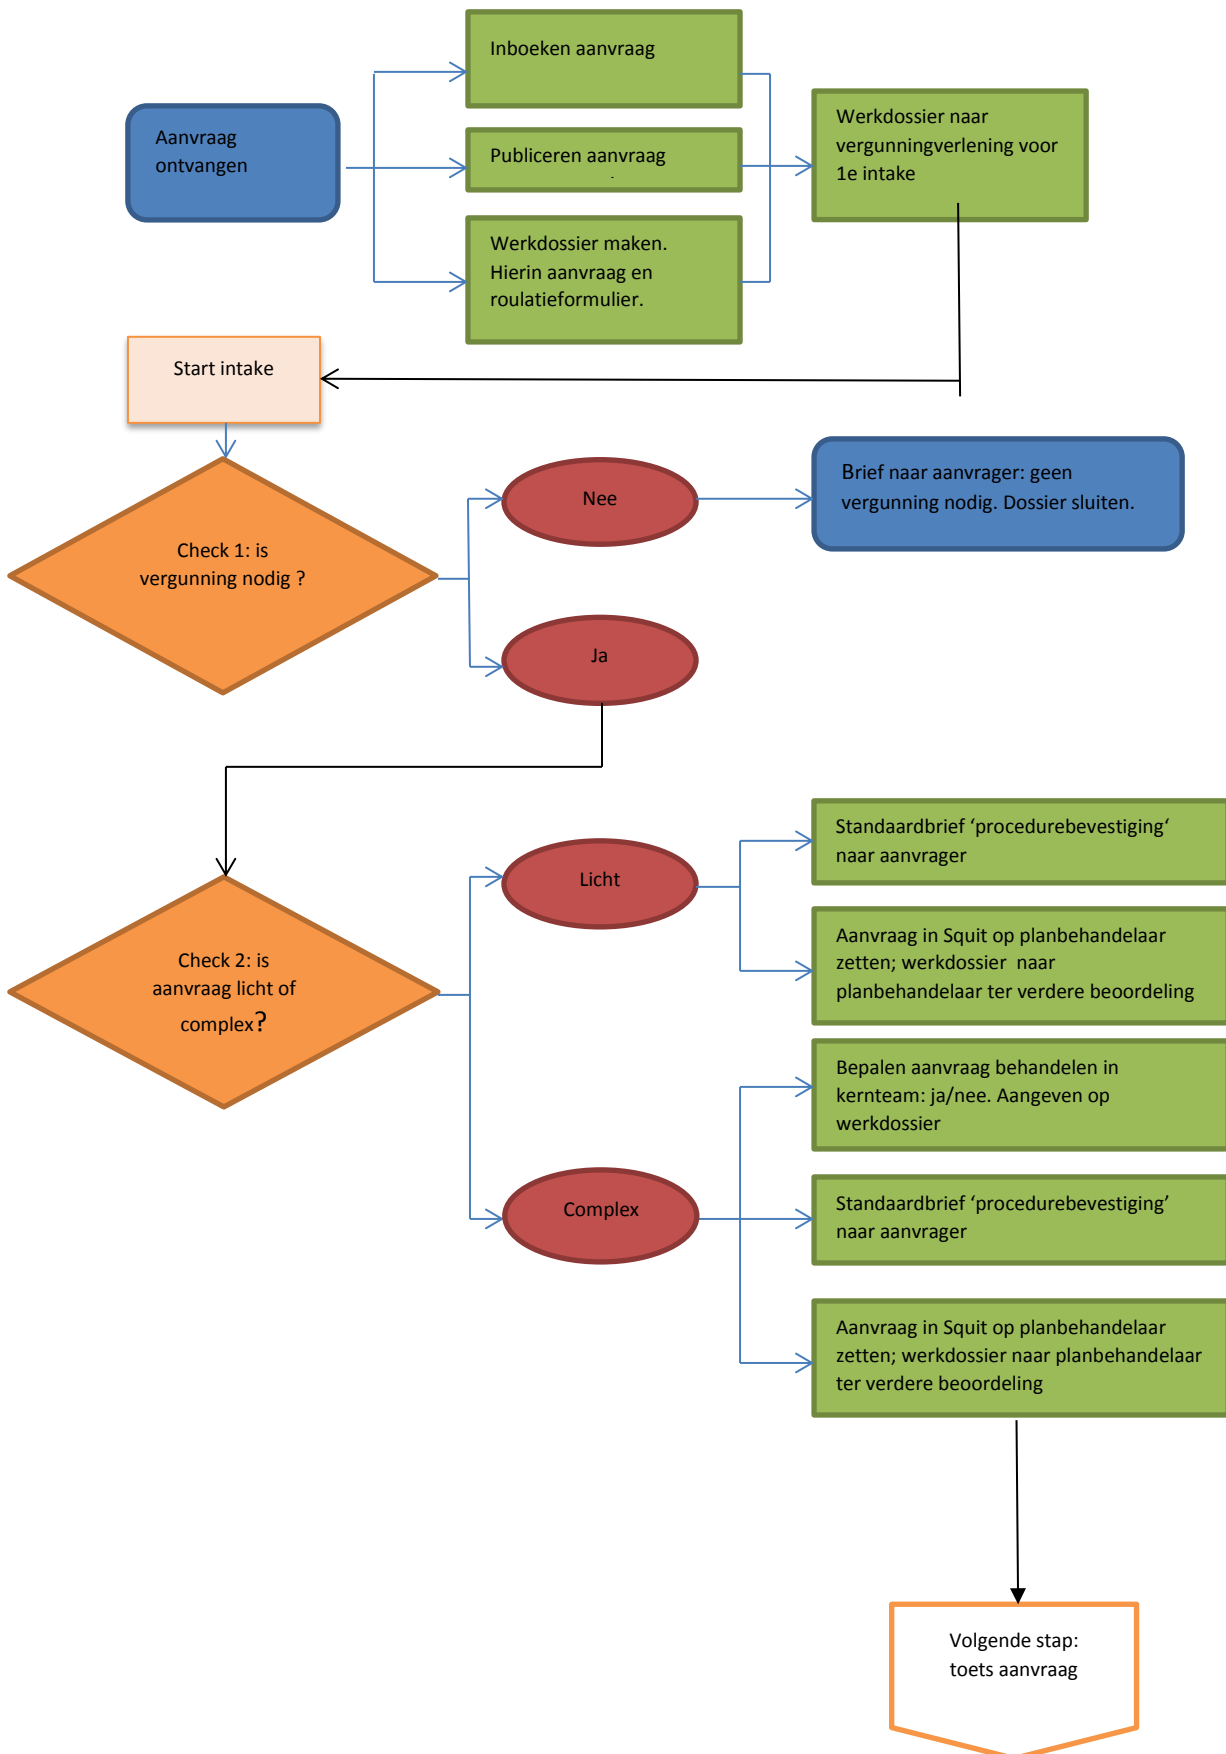 Inboeken aanvraag
Aanvraag
ontvangen
Publiceren aanvraag
Werkdossier maken.
Hierin aanvraag en
roulatieformulier.
Werkdossier naar
vergunningverlening voor
1e intake
Start intake
Check 1: is
vergunning nodig ?
Nee
Brief naar aanvrager: geen
vergunning nodig. Dossier sluiten.
Ja
Check 2: is
aanvraag licht of
complex?
Licht
Standaardbrief ‘procedurebevestiging‘
naar aanvrager
Aanvraag in Squit op planbehandelaar
zetten; werkdossier  naar
planbehandelaar ter verdere beoordeling
Complex
Bepalen aanvraag behandelen in
kernteam: ja/nee. Aangeven op
werkdossier
Standaardbrief ‘procedurebevestiging’
naar aanvrager
Aanvraag in Squit op planbehandelaar
zetten; werkdossier naar planbehandelaar
ter verdere beoordeling
Volgende stap:
toets aanvraag